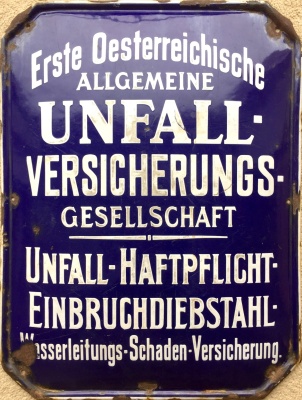 Erste Oesterreichische
ALLGEMEINE
UNFALL-
VERSICHERUNGS-
GESELLSCHAFT
UNFALL-HAFTPFLICHT-
EINBRUCHDIEBSTAHL-
Wasserleitungs-Schaden-Versicherung.